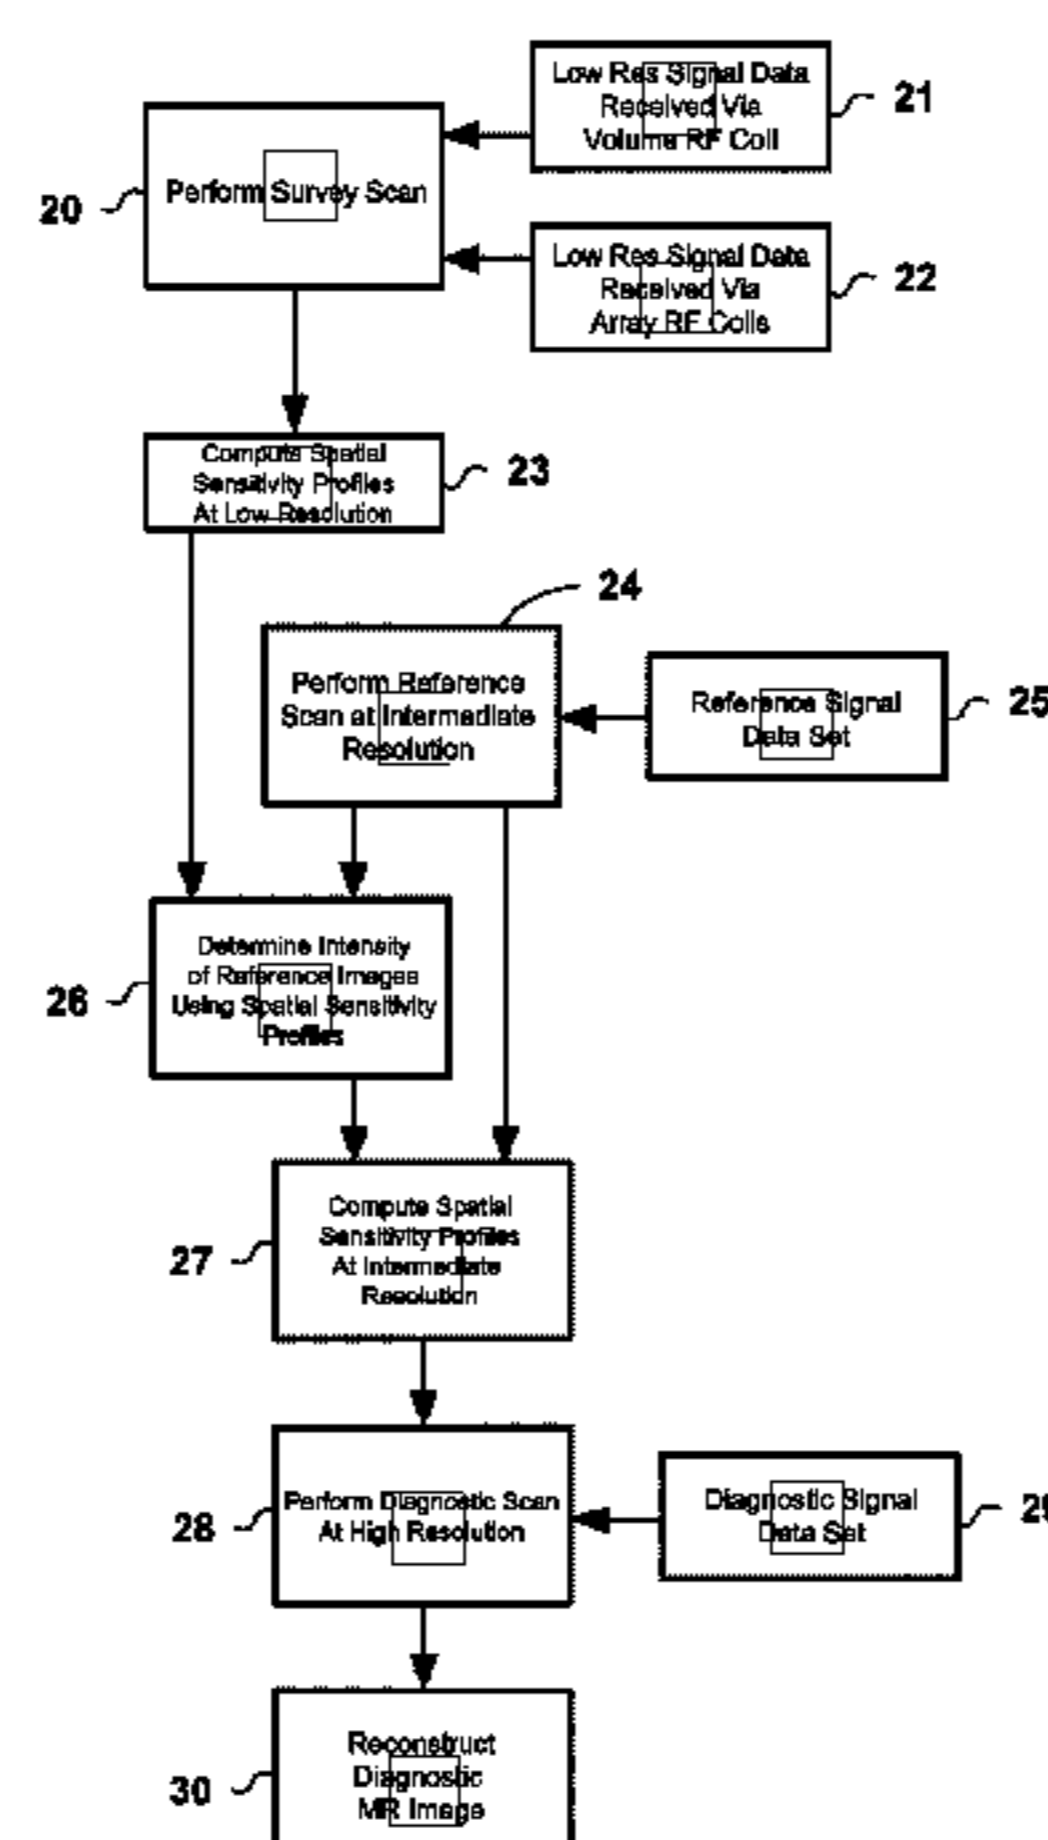 Low Res Signal Data
Received Via
Volume RF Coil
21
Perform Survey Scan
20
Low Res Signal Data
Received Via
Array RF Coils
22
Compute Spatial
Sensitivity Profiles
At Low Resolution
23
24
Perform Reference
Scan at Intermediate
Resolution
Reference Signal
Data Set
25
Determine Intensity
of Reference Images
Using Spatial Sensitivity
Profiles
26
Compute Spatial
Sensitivity Profiles
At Intermediate
Resolution
27
Perform Diagnostic Scan
At High Resolution
28
Diagnostic Signal
Data Set
Reconstruct
Diagnostic
MR Image
30